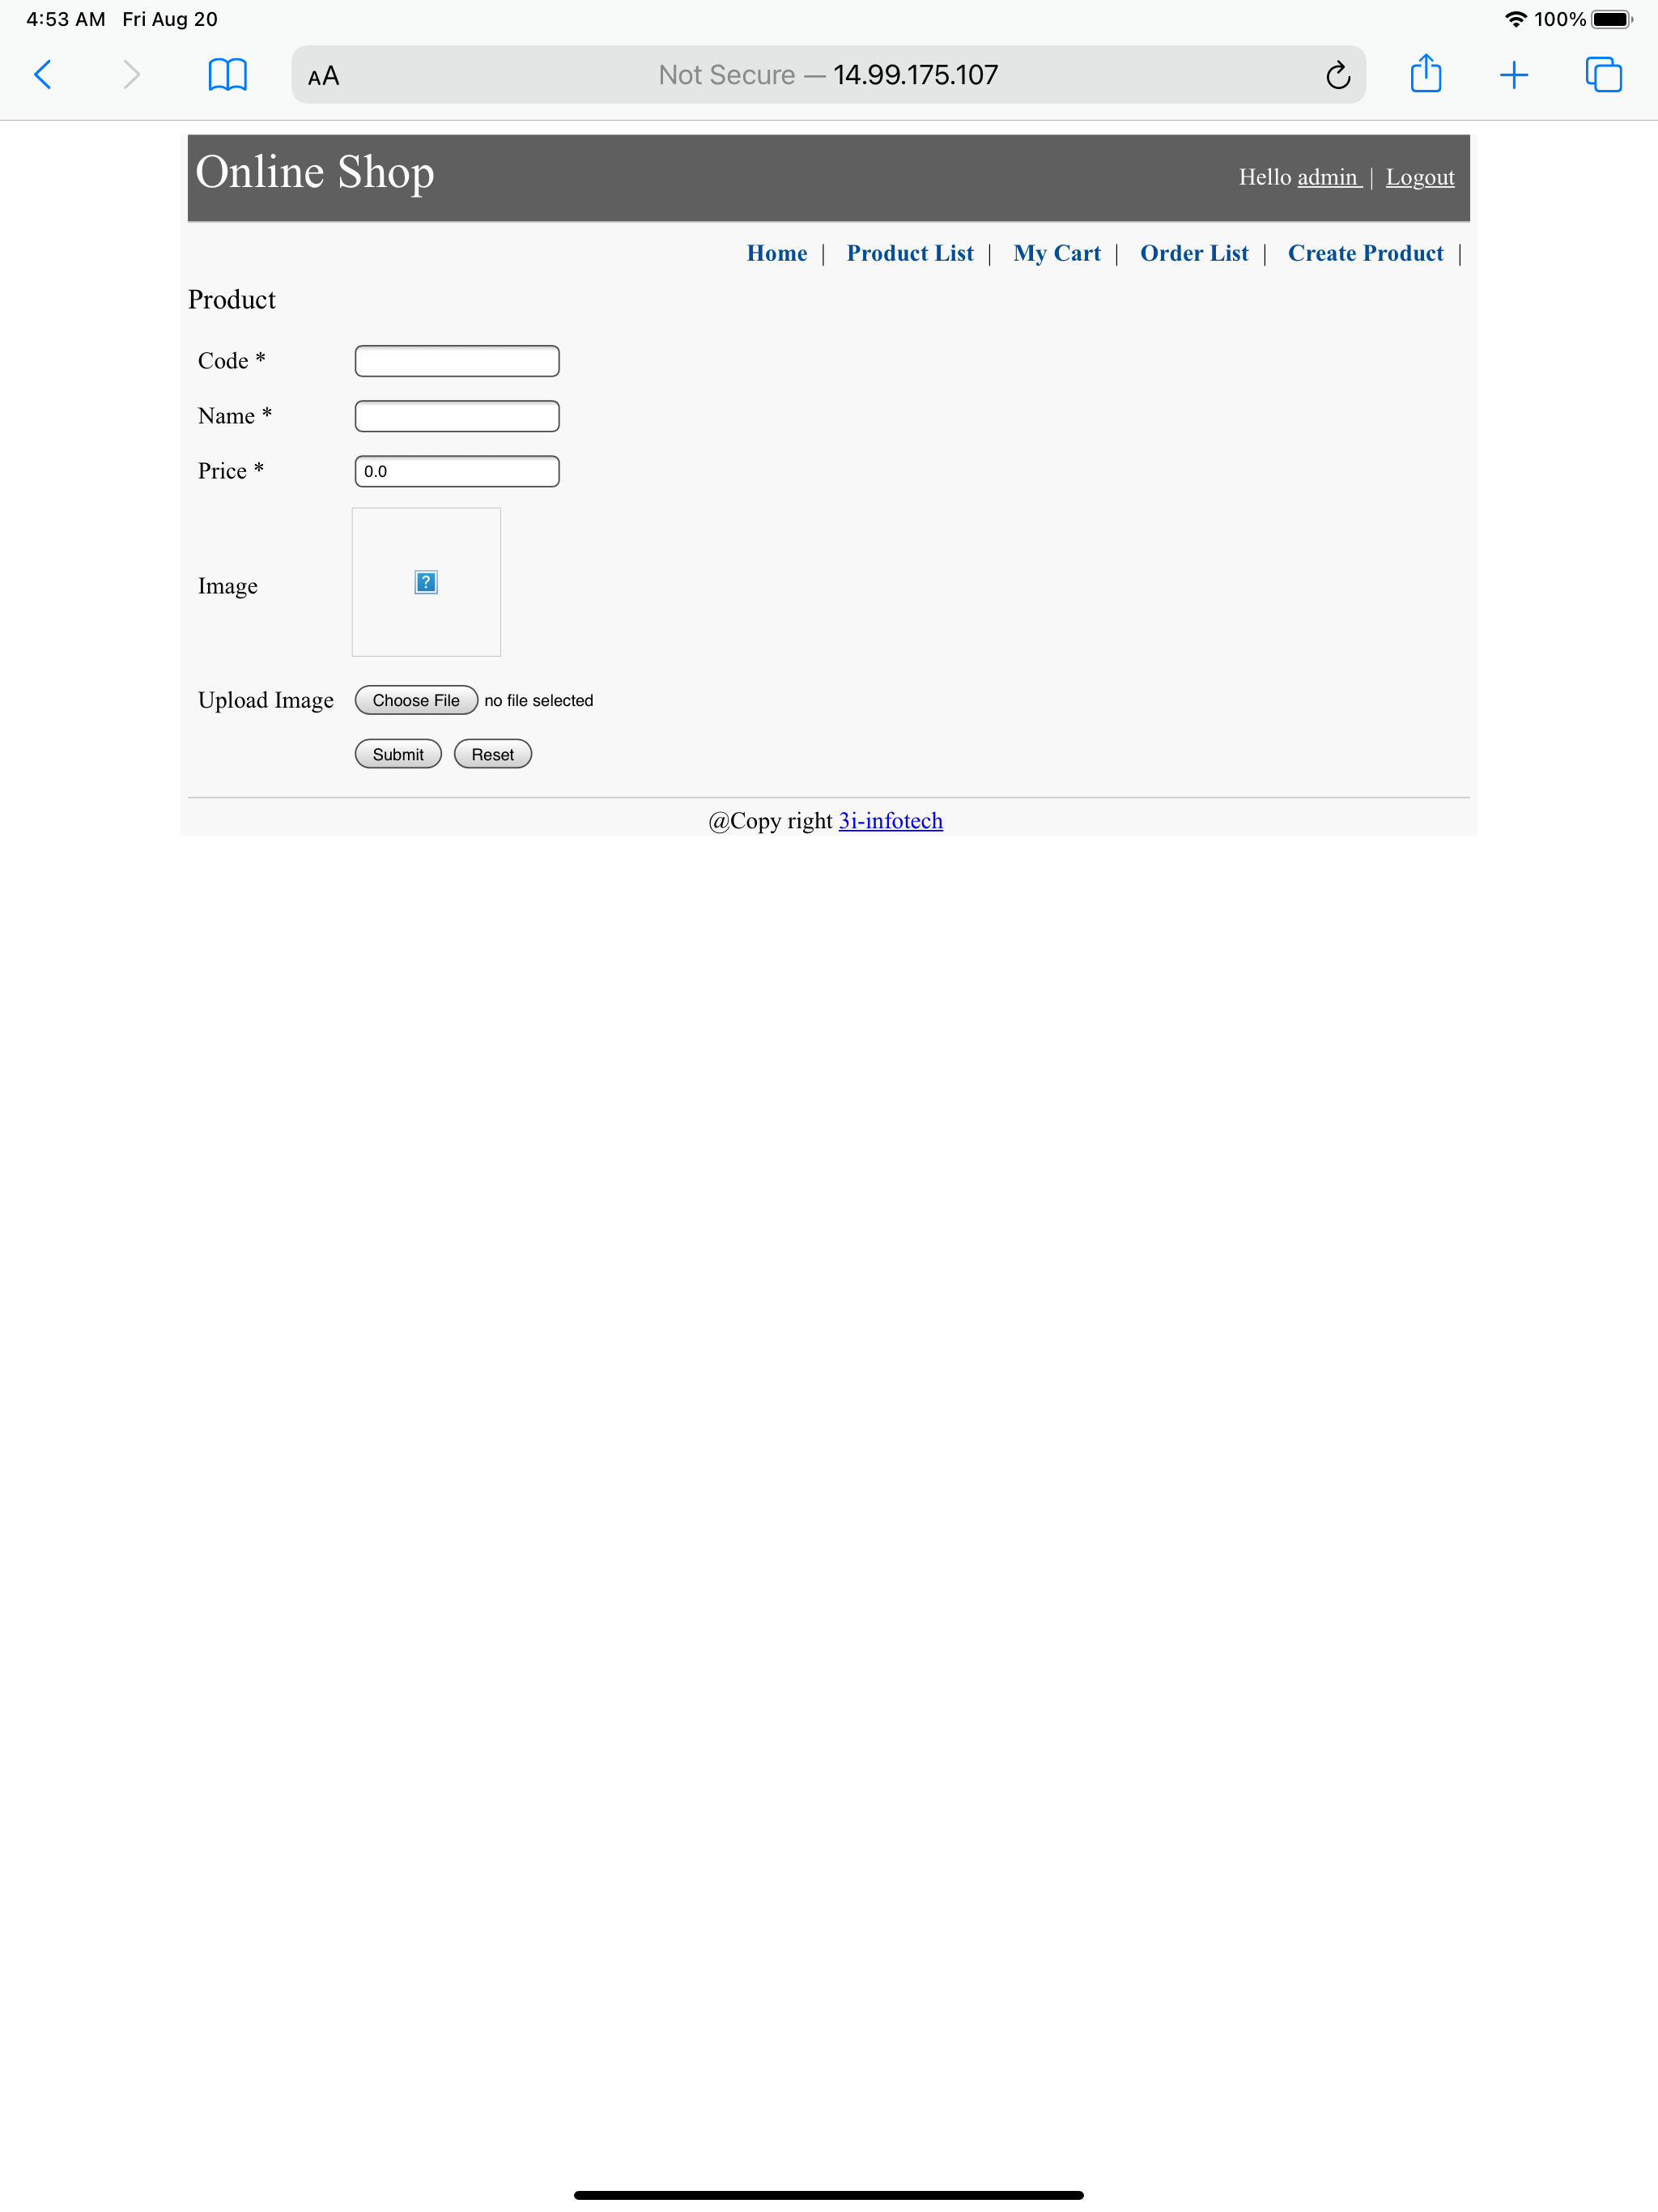 4:53 AM Fri Aug 20 100%
AA Not Secure — 14.99.175.107
Online Shop
Hello admin | Logout
Home | Product List | My Cart | Order List | Create Product |
Product
Code *
Name *
Price * 0.0
Image ?
Upload Image Choose File no file selected
Submit Reset
@Copy right 3i-infotech